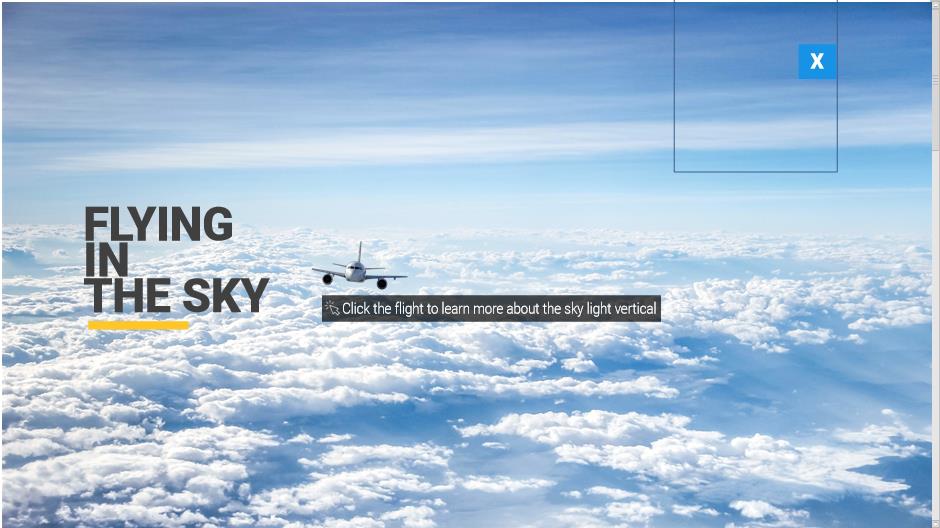 X
FLYING
IN
THE SKY
Click the flight to learn more about the sky light vertical